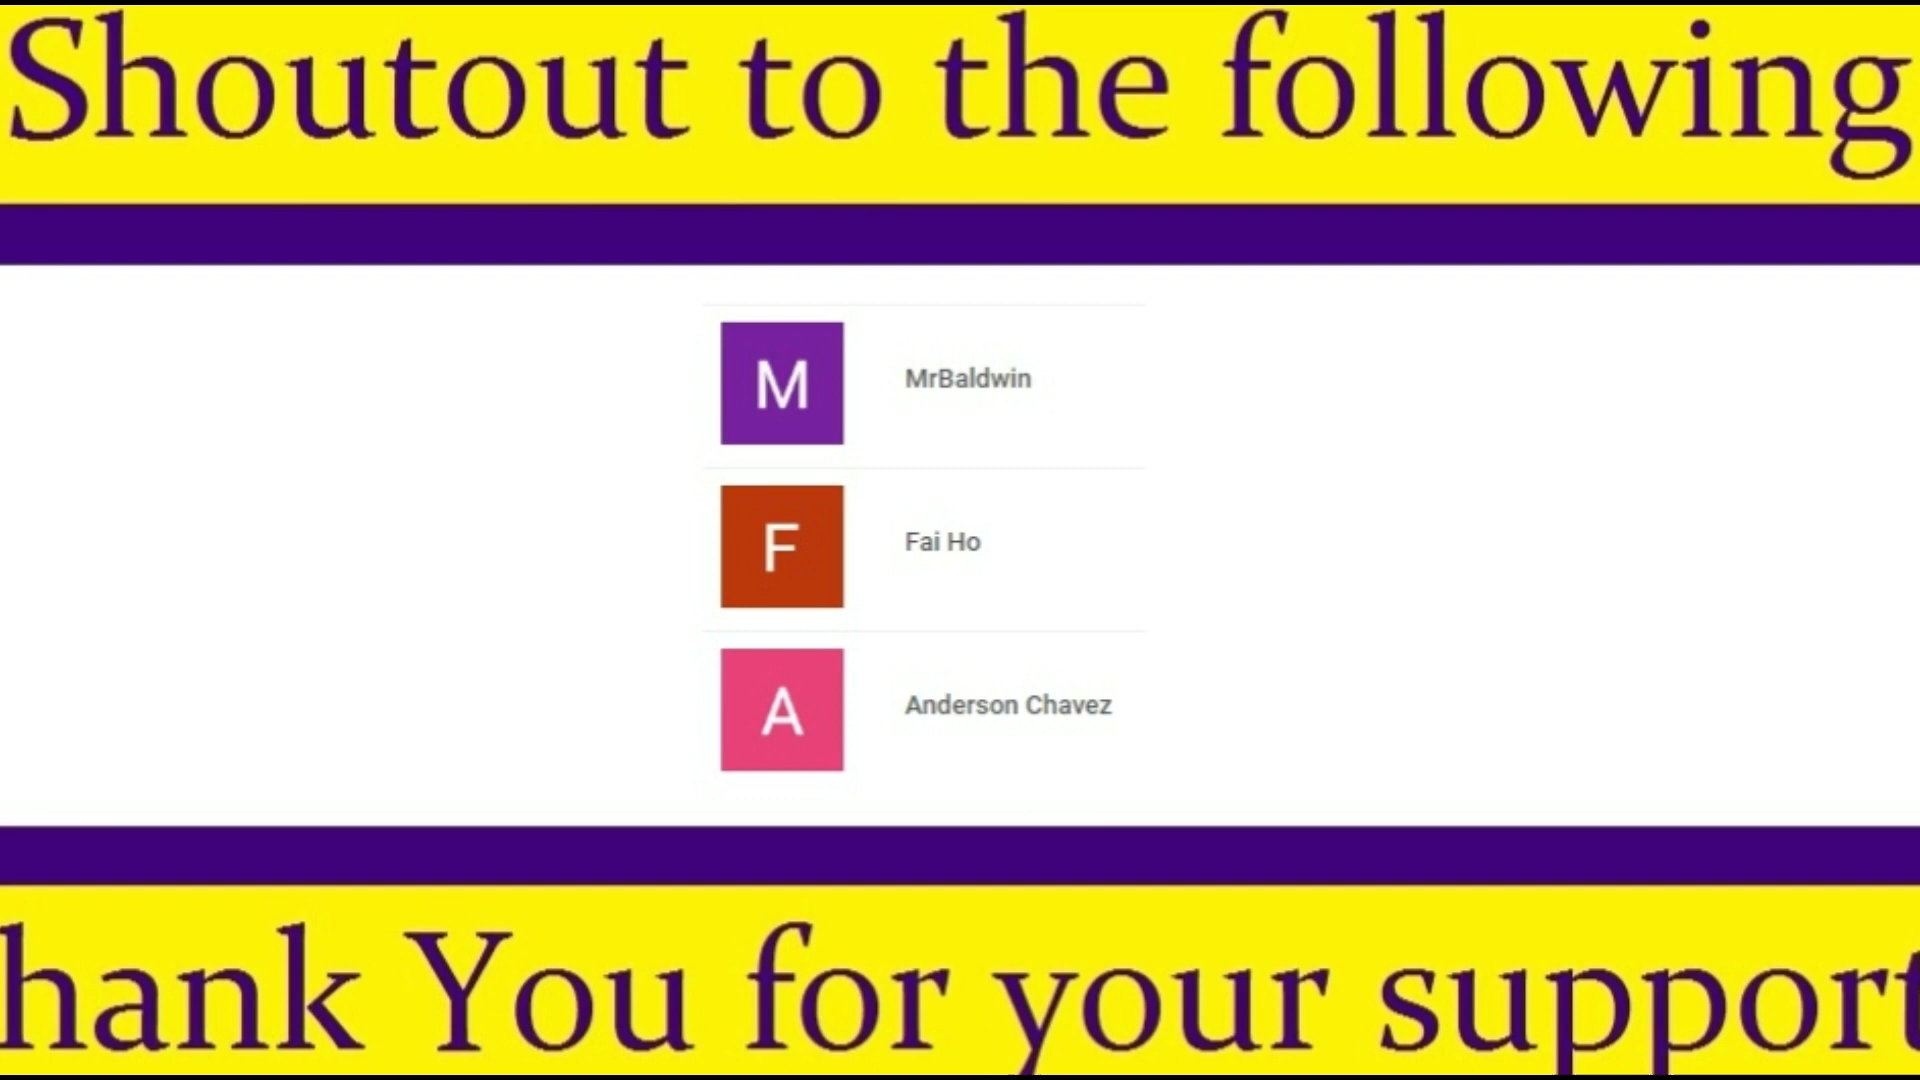 Shoutout to the following
M MrBaldwin
F Fai Ho
A Anderson Chavez
hank You for your support